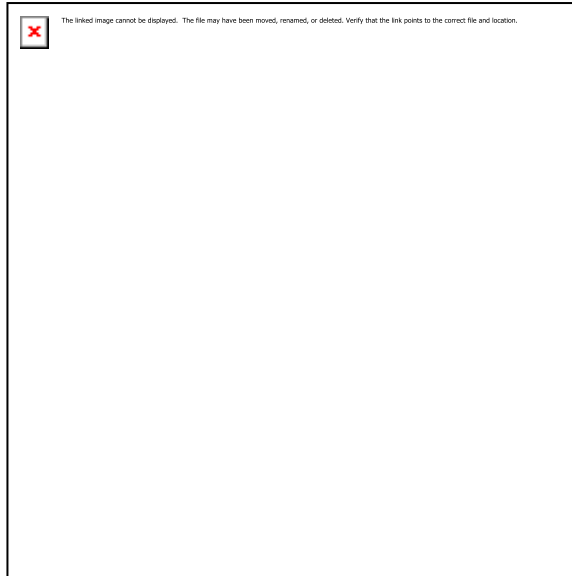 The linked image cannot be displayed.  The file may have been moved, renamed, or deleted. Verify that the link points to the correct file and location.